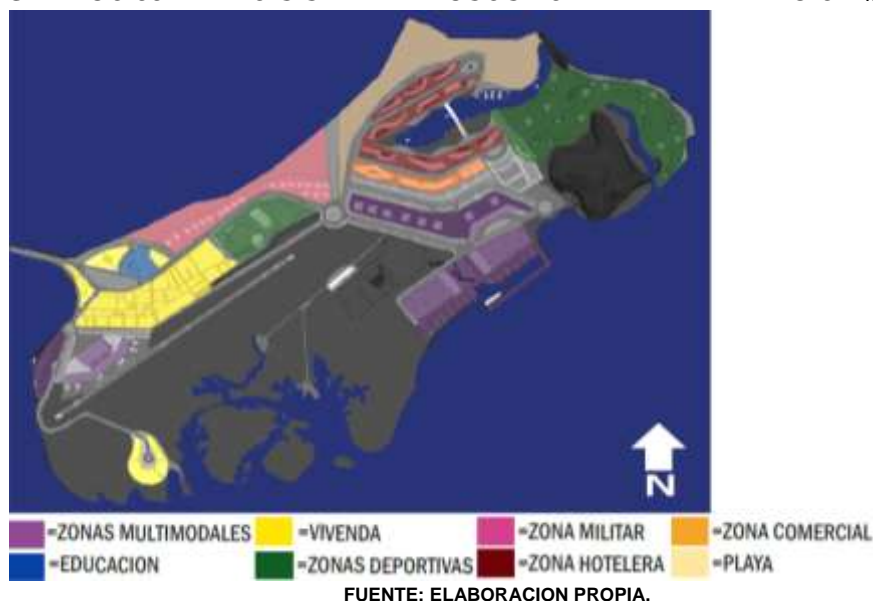 N
=ZONAS MULTIMODALES =VIVENDA =ZONA MILITAR =ZONA COMERCIAL
=EDUCACION =ZONAS DEPORTIVAS =ZONA HOTELERA =PLAYA
FUENTE: ELABORACION PROPIA.